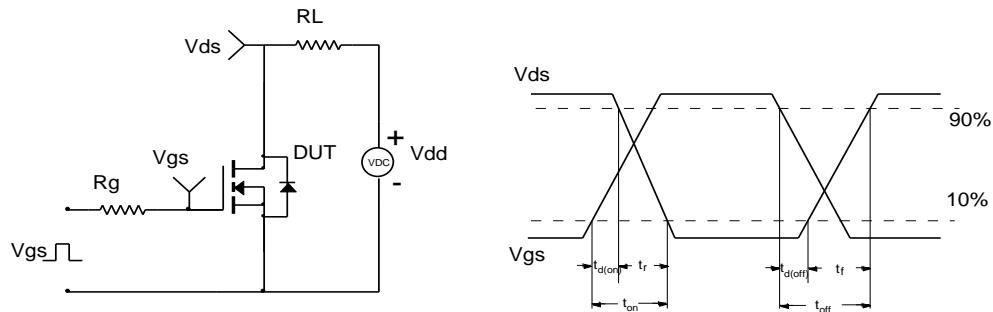 RL
Vds
Vgs
DUT
+
VDC
Vdd
-
Rg
Vgs
Vds
90%
10%
Vgs
td(on)
tr
td(off)
tf
ton
toff